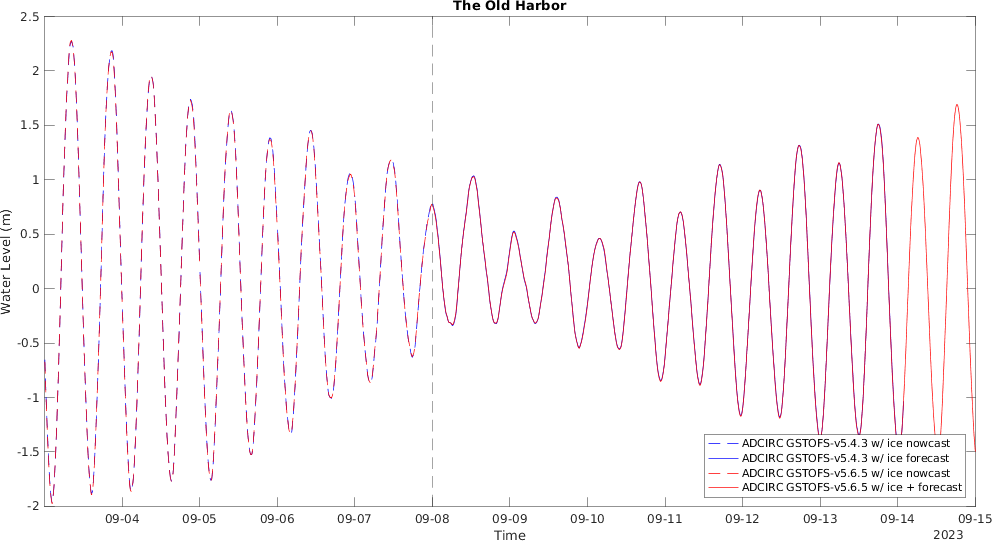 The Old Harbor
2.5
2
1.5
1
0.5
0
-0.5
-1
-1.5
-2
Water Level (m)
ADCIRC GSTOFS-v5.4.3 w/ ice nowcast
ADCIRC GSTOFS-v5.4.3 w/ ice forecast
ADCIRC GSTOFS-v5.6.5 w/ ice nowcast
ADCIRC GSTOFS-v5.6.5 w/ ice + forecast
09-04 09-05 09-06 09-07 09-08 09-09 09-10 09-11 09-12 09-13 09-14 09-15
Time
2023